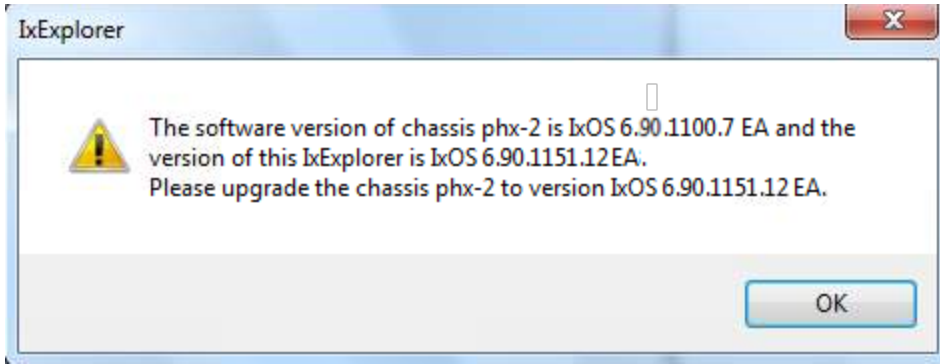 IxExplorer
The software version of chassis phx-2 is IxOS 6.90.1100.7 EA and the
version of this IxExplorer is IxOS 6.90.1151.12 EA.
Please upgrade the chassis phx-2 to version IxOS 6.90.1151.12 EA.
OK